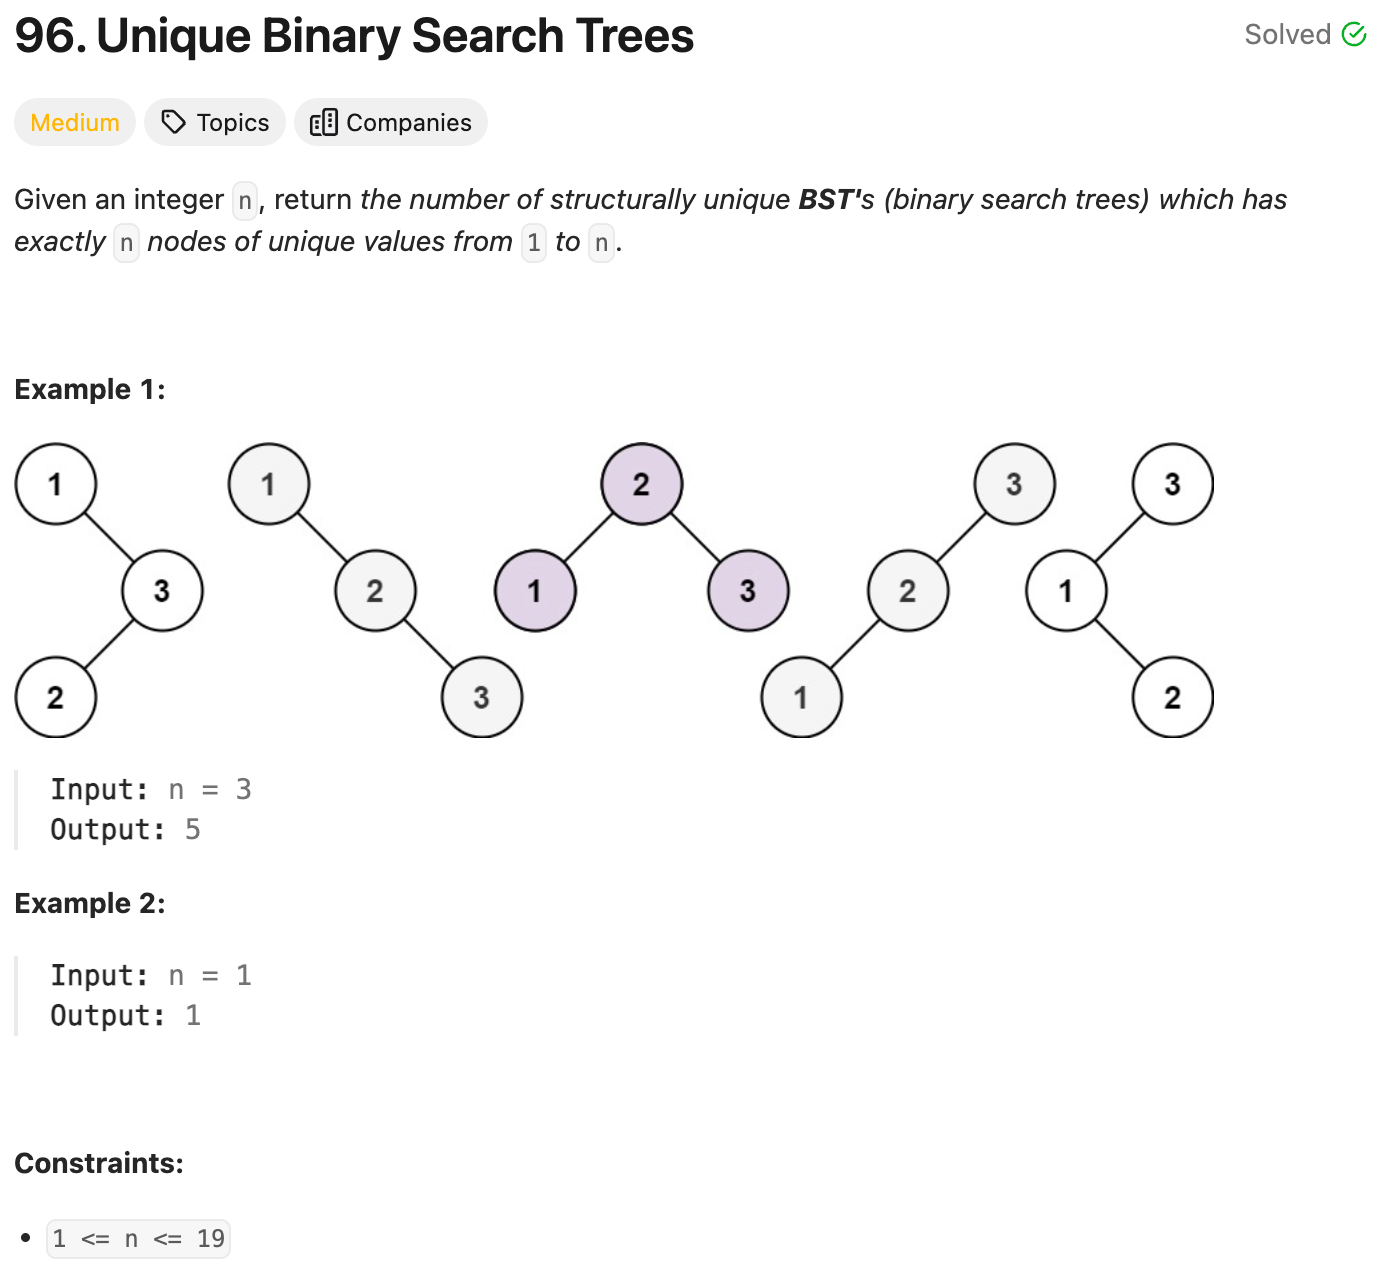 96. Unique Binary Search Trees
Solved
Medium Topics Companies
Given an integer n, return the number of structurally unique BST's (binary search trees) which has
exactly n nodes of unique values from 1 to n.
Example 1:
1 1 2 3 3
3 2 1 3 2 1
2 3 1 2
Input: n = 3
Output: 5
Example 2:
Input: n = 1
Output: 1
Constraints:
• 1 <= n <= 19